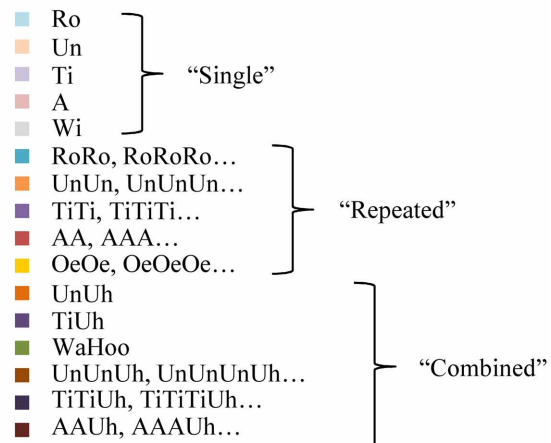 Ro
Un
Ti
A
Wi
“Single”
RoRo, RoRoRo…
UnUn, UnUnUn…
TiTi, TiTiTi…
AA, AAA…
OeOe, OeOeOe…
“Repeated”
UnUh
TiUh
WaHoo
UnUnUh, UnUnUnUh…
TiTiUh, TiTiTiUh…
AAUh, AAAUh…
“Combined”